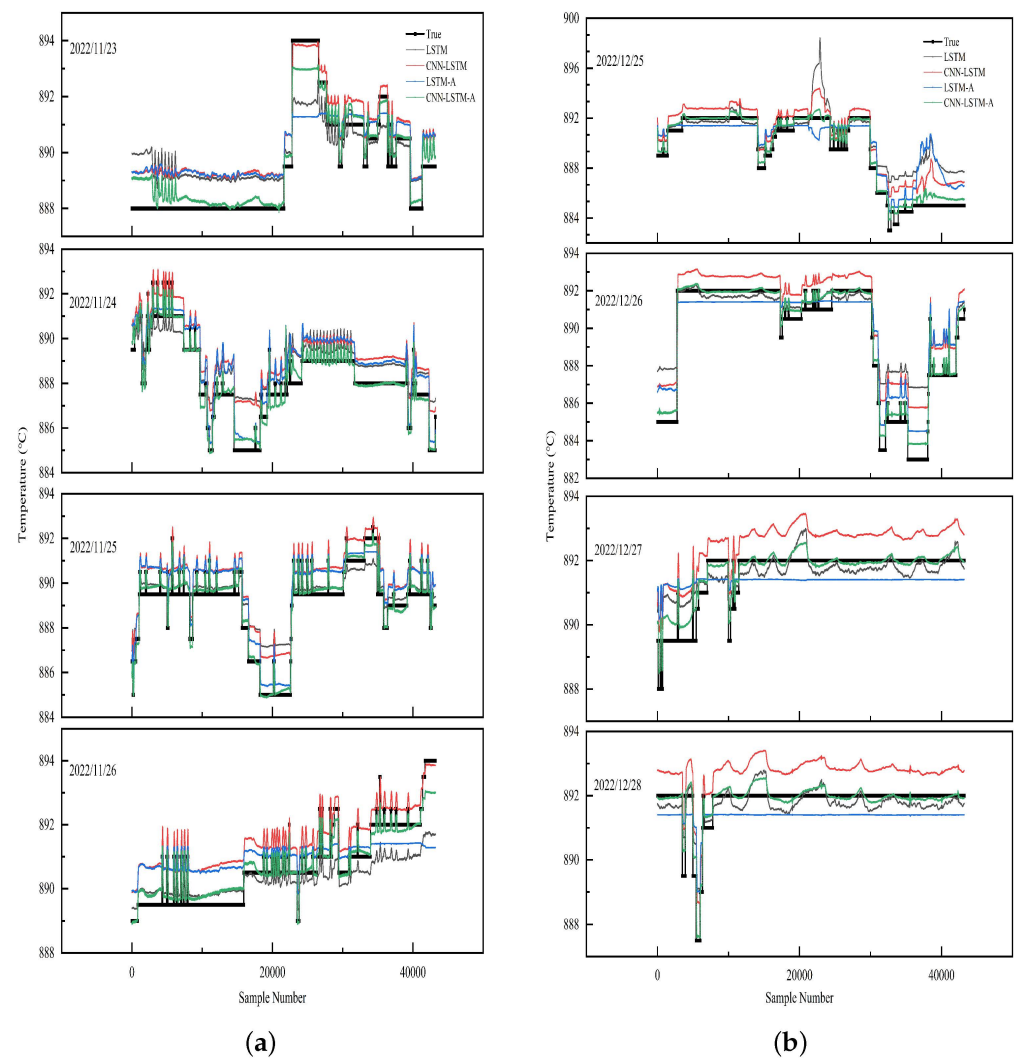 2022/11/23
True
LSTM
CNN-LSTM
LSTM-A
CNN-LSTM-A
894
892
890
888
2022/11/24
894
892
890
888
886
884
2022/11/25
894
892
890
888
886
884
2022/11/26
894
892
890
888
0 20000 40000
Sample Number
Temperature (°C)
(a)
2022/12/25
True
LSTM
CNN-LSTM
LSTM-A
CNN-LSTM-A
900
896
892
888
884
2022/12/26
894
892
890
888
886
884
882
2022/12/27
894
892
890
888
2022/12/28
894
892
890
888
0 20000 40000
Sample Number
Temperature (°C)
(b)